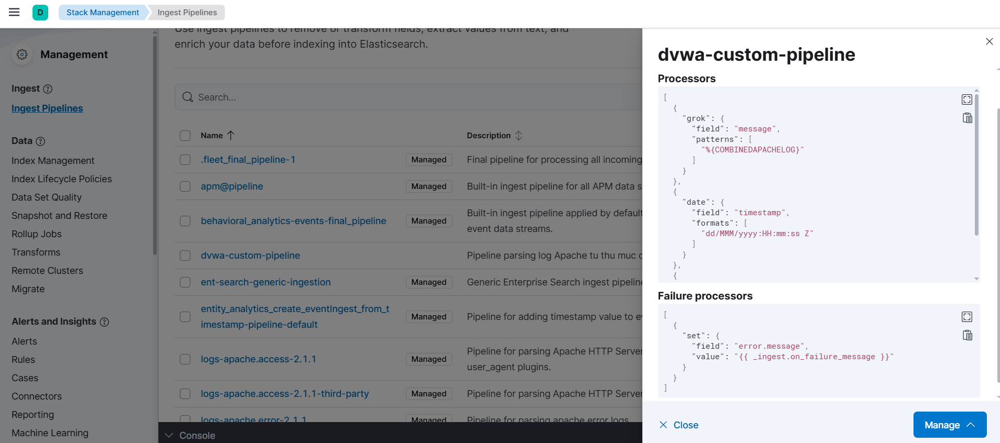 D
Stack Management
Ingest Pipelines
Management
Ingest
Ingest Pipelines
Data
Index Management
Index Lifecycle Policies
Data Set Quality
Snapshot and Restore
Rollup Jobs
Transforms
Remote Clusters
Migrate
Alerts and Insights
Alerts
Rules
Cases
Connectors
Reporting
Machine Learning
Use ingest pipelines to remove or transform fields, extract values from text, and
enrich your data before indexing into Elasticsearch.
Search...
Name Description
.fleet_final_pipeline-1 Managed Final pipeline for processing all incoming
apm@pipeline Managed Built-in ingest pipeline for all APM data s
behavioral_analytics-events-final_pipeline Managed Built-in ingest pipeline applied by default
event data streams.
dvwa-custom-pipeline Pipeline parsing log Apache tu thu muc
ent-search-generic-ingestion Managed Generic Enterprise Search ingest pipeline
entity_analytics_create_eventIngest_from_t
imestamp-pipeline-default Managed Pipeline for adding timestamp value to
logs-apache.access-2.1.1 Managed Pipeline for parsing Apache HTTP Server
user_agent plugins.
logs-apache.access-2.1.1-third-party Managed Pipeline for parsing Apache HTTP Server
logs-apache.error-2.1.1 Managed Pipeline for parsing apache error logs
Console
dvwa-custom-pipeline
Processors
[
{
"grok": {
"field": "message",
"patterns": [
"%{COMBINEDAPACHELOG}"
]
}
},
{
"date": {
"field": "timestamp",
"formats": [
"dd/MMM/yyyy:HH:mm:ss Z"
]
}
},
{
Failure processors
[
{
"set": {
"field": "error.message",
"value": "{{ _ingest.on_failure_message }}"
}
}
]
Close
Manage